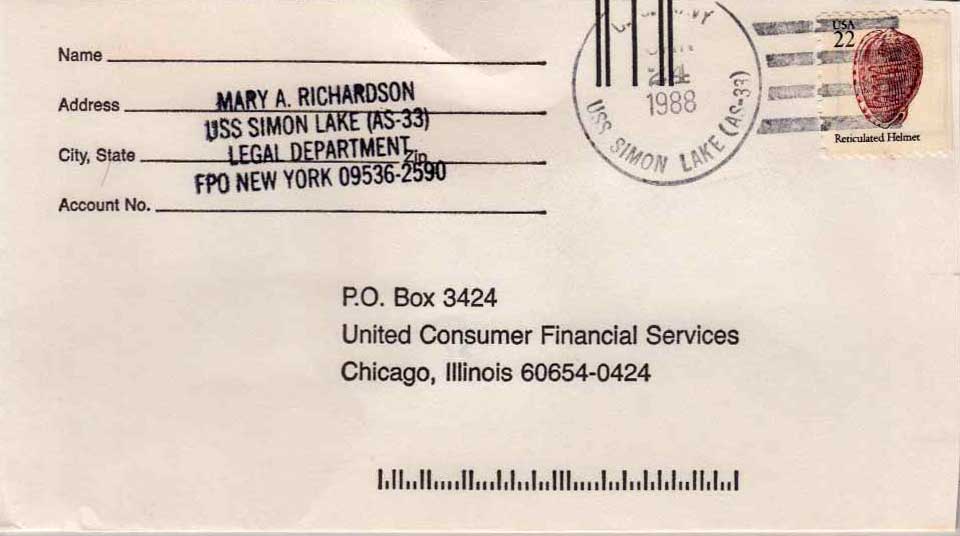 Name
Address
City, State
Zip
Account No.
MARY A. RICHARDSON
USS SIMON LAKE (AS-33)
LEGAL DEPARTMENT
FPO NEW YORK 09536-2590
24
1988
USS SIMON LAKE (AS-33)
USA
22
Reticulated Helmet
P.O. Box 3424
United Consumer Financial Services
Chicago, Illinois 60654-0424